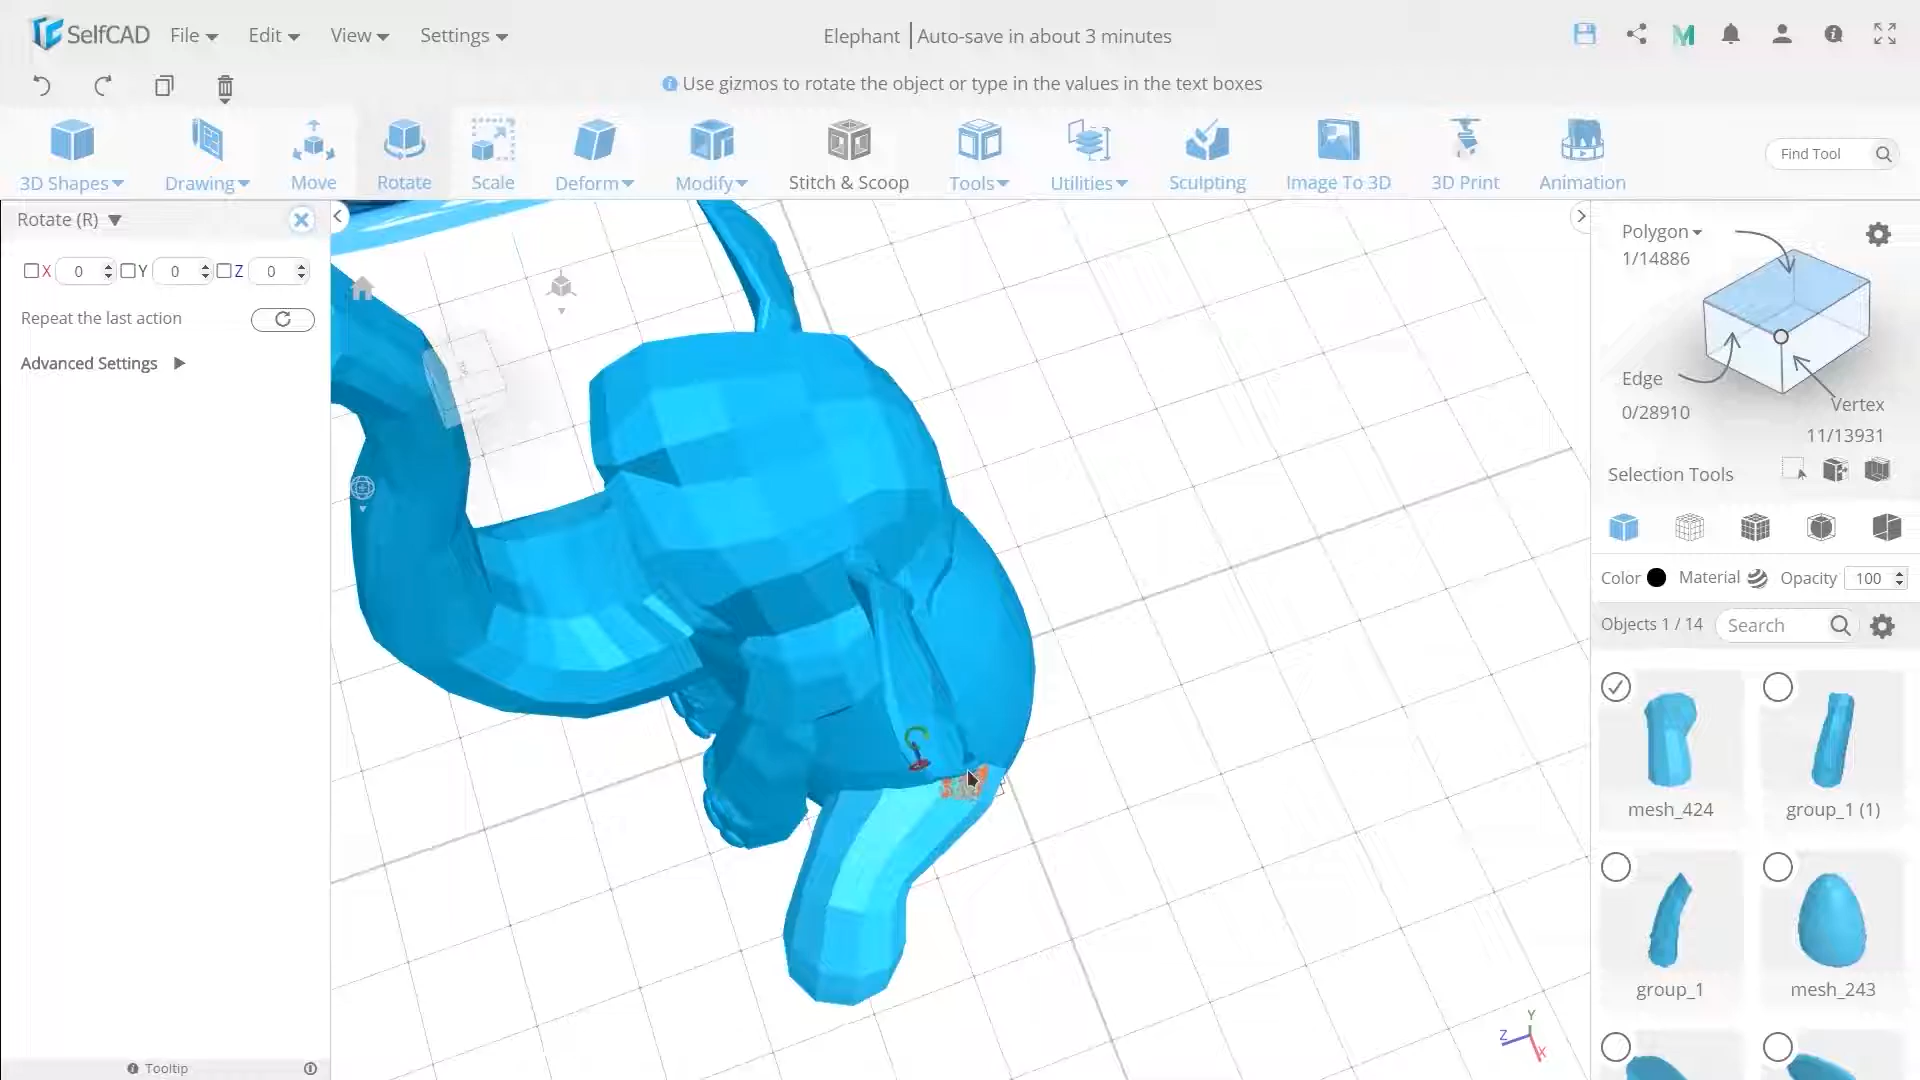 SelfCAD File Edit View Settings Elephant Auto-save in about 3 minutes
Use gizmos to rotate the object or type in the values in the text boxes
3D Shapes Drawing Move Rotate Scale Deform Modify Stitch & Scoop Tools Utilities Sculpting Image To 3D 3D Print Animation Find Tool
Rotate (R)
X 0 Y 0 Z 0
Repeat the last action
Advanced Settings
Polygon
1/14886
Edge
0/28910
Vertex
11/13931
Selection Tools
Color Material Opacity 100
Objects 1 / 14 Search
mesh_424 group_1 (1)
group_1 mesh_243
Y
Z
X
Tooltip